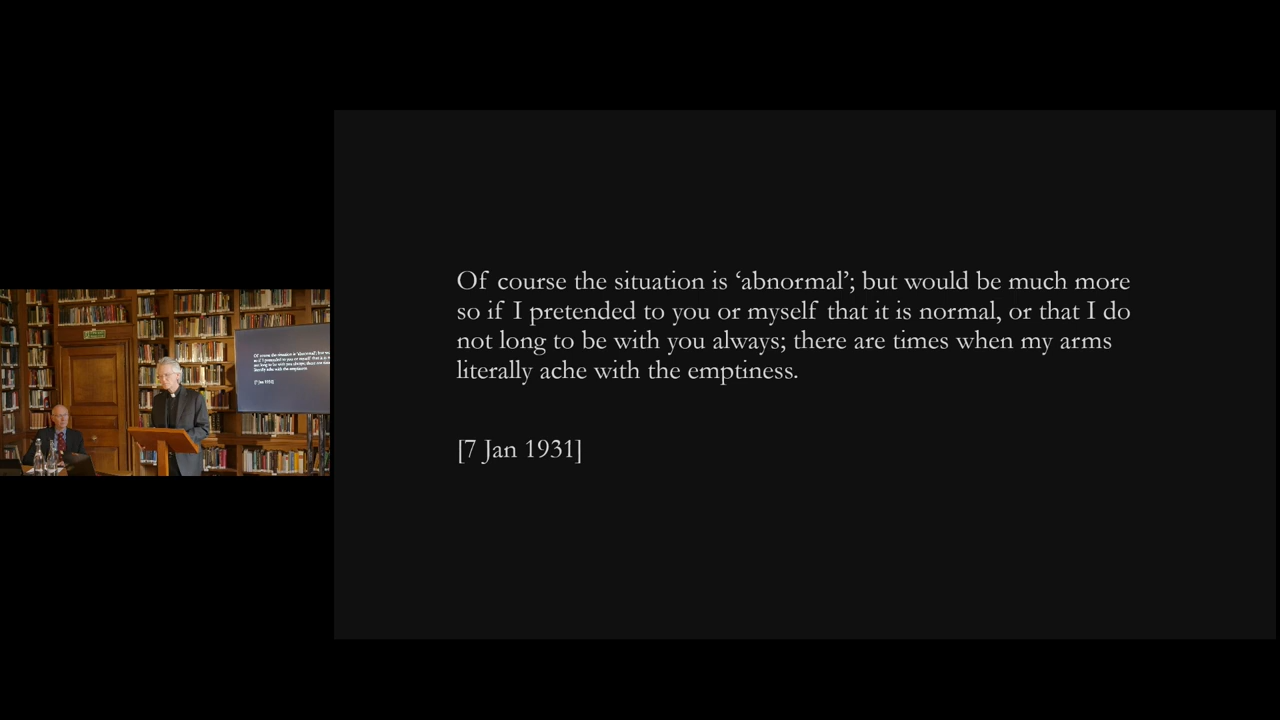 Of course the situation is ‘abnormal’; but would be much more
so if I pretended to you or myself that it is normal, or that I do
not long to be with you always; there are times when my arms
literally ache with the emptiness.
[7 Jan 1931]